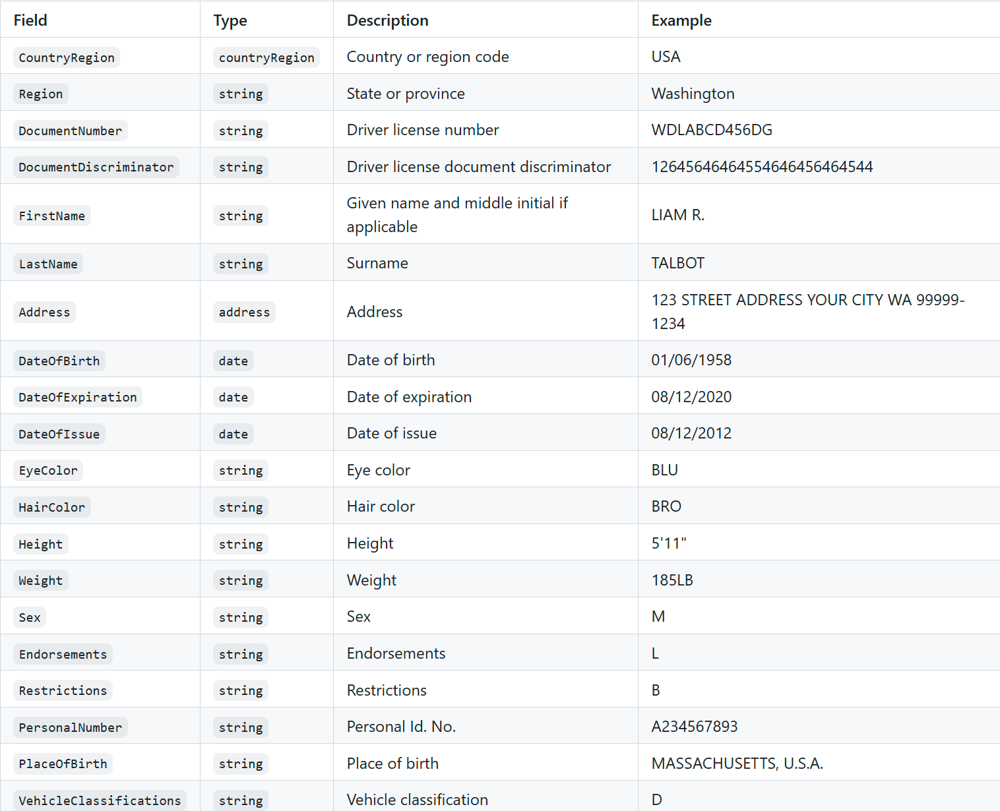 Field Type Description Example
CountryRegion countryRegion Country or region code USA
Region string State or province Washington
DocumentNumber string Driver license number WDLABCD456DG
DocumentDiscriminator string Driver license document discriminator 12645646464554646456464544
FirstName string Given name and middle initial if
applicable LIAM R.
LastName string Surname TALBOT
Address address Address 123 STREET ADDRESS YOUR CITY WA 99999-
1234
DateOfBirth date Date of birth 01/06/1958
DateOfExpiration date Date of expiration 08/12/2020
DateOfIssue date Date of issue 08/12/2012
EyeColor string Eye color BLU
HairColor string Hair color BRO
Height string Height 5'11"
Weight string Weight 185LB
Sex string Sex M
Endorsements string Endorsements L
Restrictions string Restrictions B
PersonalNumber string Personal Id. No. A234567893
PlaceOfBirth string Place of birth MASSACHUSETTS, U.S.A.
VehicleClassifications string Vehicle classification D